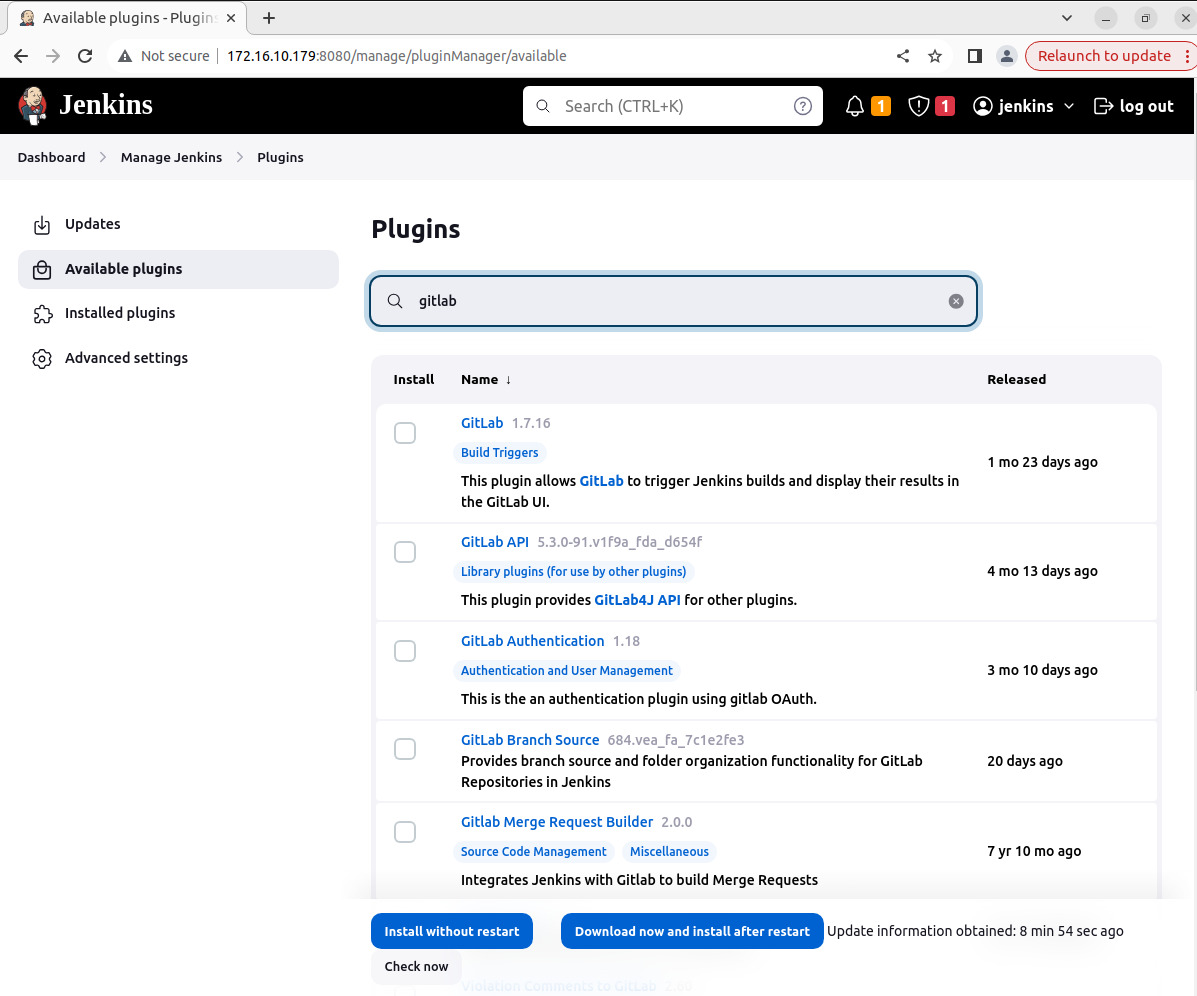 Available plugins - Plugins
Not secure 172.16.10.179:8080/manage/pluginManager/available Relaunch to update
Jenkins Search (CTRL+K) ? 1 1 jenkins log out
Dashboard Manage Jenkins Plugins
Updates
Available plugins
Installed plugins
Advanced settings
Plugins
gitlab
Install Name ↓ Released
GitLab 1.7.16
Build Triggers
This plugin allows GitLab to trigger Jenkins builds and display their results in
the GitLab UI.
1 mo 23 days ago
GitLab API 5.3.0-91.v1f9a_fda_d654f
Library plugins (for use by other plugins)
This plugin provides GitLab4J API for other plugins.
4 mo 13 days ago
GitLab Authentication 1.18
Authentication and User Management
This is the an authentication plugin using gitlab OAuth.
3 mo 10 days ago
GitLab Branch Source 684.vea_fa_7c1e2fe3
Provides branch source and folder organization functionality for GitLab
Repositories in Jenkins
20 days ago
Gitlab Merge Request Builder 2.0.0
Source Code Management Miscellaneous
Integrates Jenkins with Gitlab to build Merge Requests
7 yr 10 mo ago
Install without restart Download now and install after restart Update information obtained: 8 min 54 sec ago
Check now
Violation Comments to GitLab